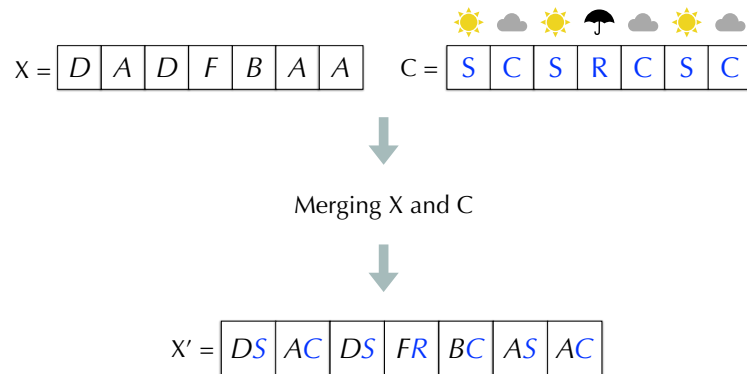 X = D A D F B A A C = S C S R C S C
Merging X and C
X' = DS AC DS FR BC AS AC